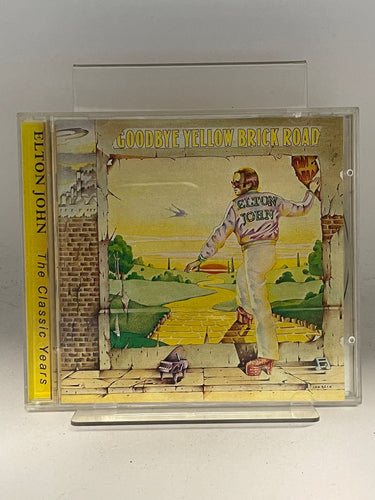 ELTON JOHN The Classic Years
GOODBYE YELLOW BRICK ROAD
ELTON
JOHN